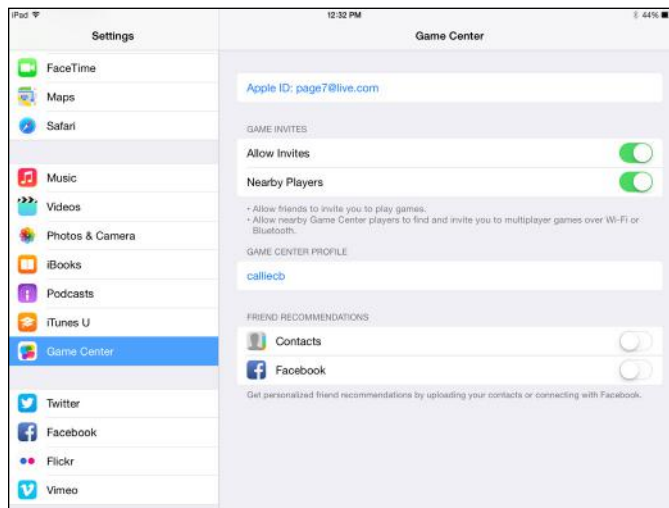 iPad
12:32 PM
44%
Settings
Game Center
FaceTime
Maps
Safari
Music
Videos
Photos & Camera
iBooks
Podcasts
iTunes U
Game Center
Twitter
Facebook
Flickr
Vimeo
Apple ID: page7@live.com
GAME INVITES
Allow Invites
Nearby Players
• Allow friends to invite you to play games.
• Allow nearby Game Center players to find and invite you to multiplayer games over Wi-Fi or
Bluetooth.
GAME CENTER PROFILE
calliecb
FRIEND RECOMMENDATIONS
Contacts
Facebook
Get personalized friend recommendations by uploading your contacts or connecting with Facebook.